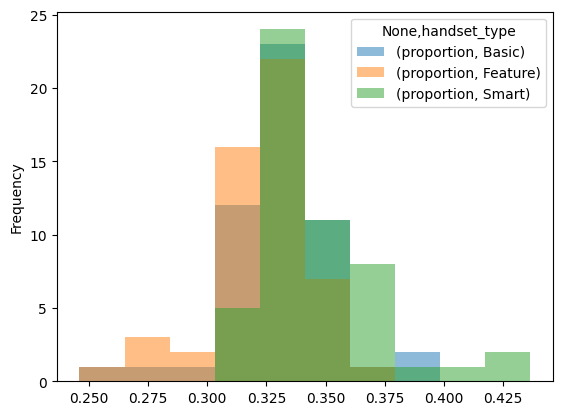 25
20
15
10
5
0
Frequency
None,handset_type
(proportion, Basic)
(proportion, Feature)
(proportion, Smart)
0.250 0.275 0.300 0.325 0.350 0.375 0.400 0.425